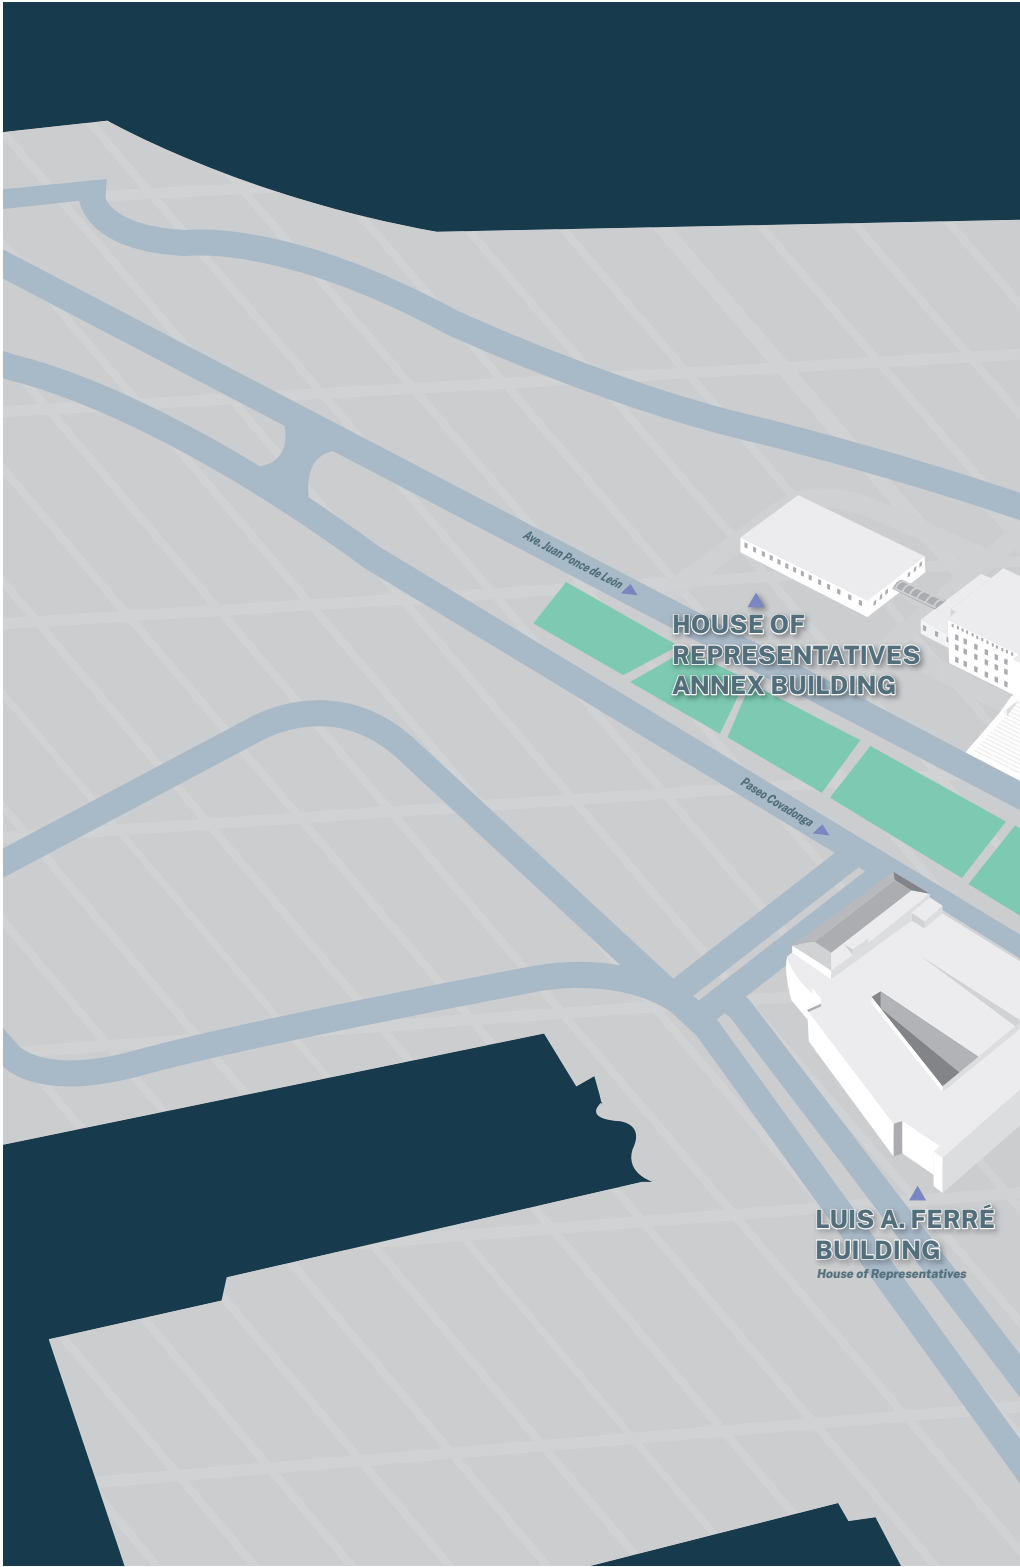 Ave. Juan Ponce de León
HOUSE OF
REPRESENTATIVES
ANNEX BUILDING
Paseo Covadonga
LUIS A. FERRÉ
BUILDING
House of Representatives